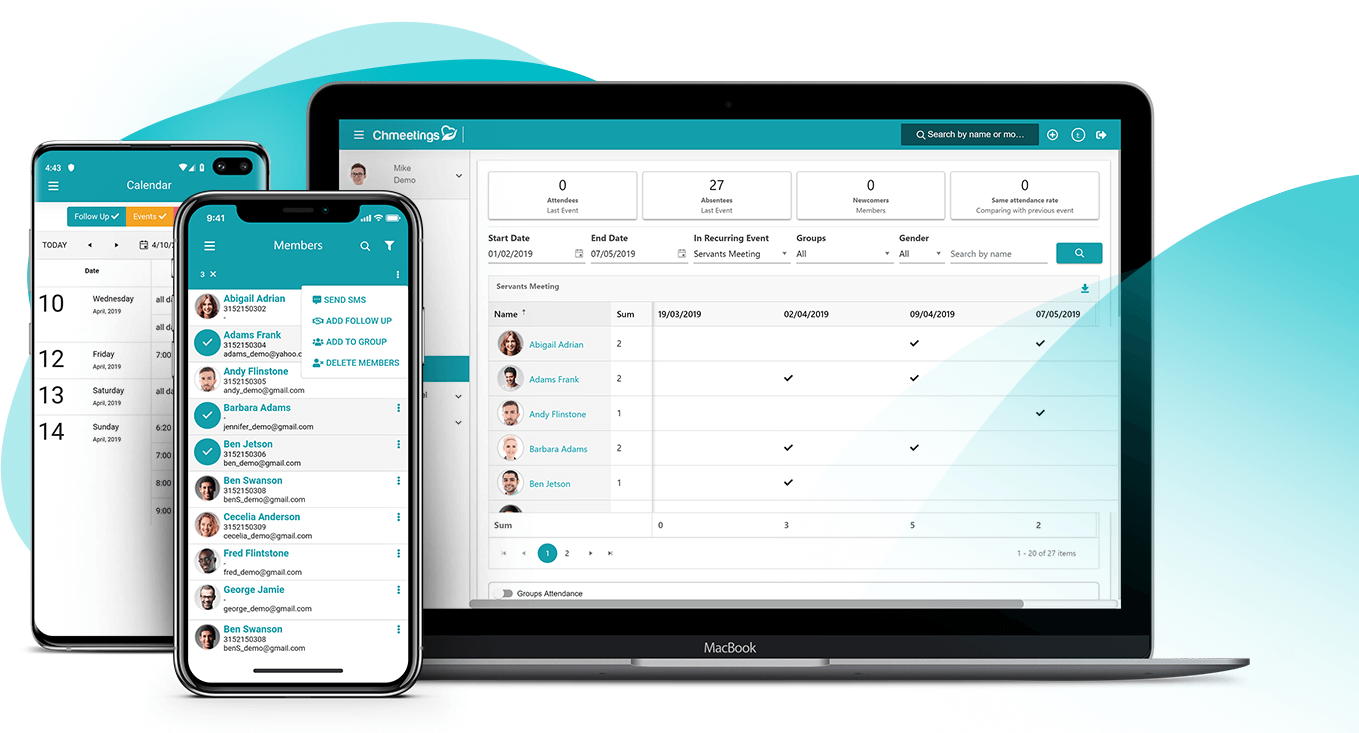 4:43
Calendar
Follow Up
Events
TODAY
4/10/
Date
10
Wednesday
April, 2019
all da
all da
12
Friday
April, 2019
7:00
13
Saturday
April, 2019
all da
14
Sunday
April, 2019
6:20
7:00
8:00
9:00
9:41
Members
3 ×
SEND SMS
ADD FOLLOW UP
ADD TO GROUP
DELETE MEMBERS
Abigail Adrian
3152150302
-
Adams Frank
3152150304
adams_demo@yahoo.c
Andy Flinstone
3152150305
andy_demo@gmail.com
Barbara Adams
-
jennifer_demo@gmail.com
Ben Jetson
3152150306
ben_demo@gmail.com
Ben Swanson
3152150308
benS_demo@gmail.com
Cecelia Anderson
3152150309
cecelia_demo@gmail.com
Fred Flintstone
-
fred_demo@gmail.com
George Jamie
-
george_demo@gmail.com
Ben Swanson
3152150308
benS_demo@gmail.com
Chmeetings
Search by name or mo...
Mike
Demo
el
0
Attendees
Last Event
27
Absentees
Last Event
0
Newcomers
Members
0
Same attendance rate
Comparing with previous event
Start Date End Date In Recurring Event Groups Gender
01/02/2019 07/05/2019 Servants Meeting All All Search by name
Servants Meeting
Name ↑ Sum 19/03/2019 02/04/2019 09/04/2019 07/05/2019
Abigail Adrian 2 ✓ ✓
Adams Frank 2 ✓ ✓
Andy Flinstone 1 ✓
Barbara Adams 2 ✓ ✓
Ben Jetson 1 ✓
Sum 0 3 5 2
1 2
1 - 20 of 27 items
Groups Attendance
MacBook